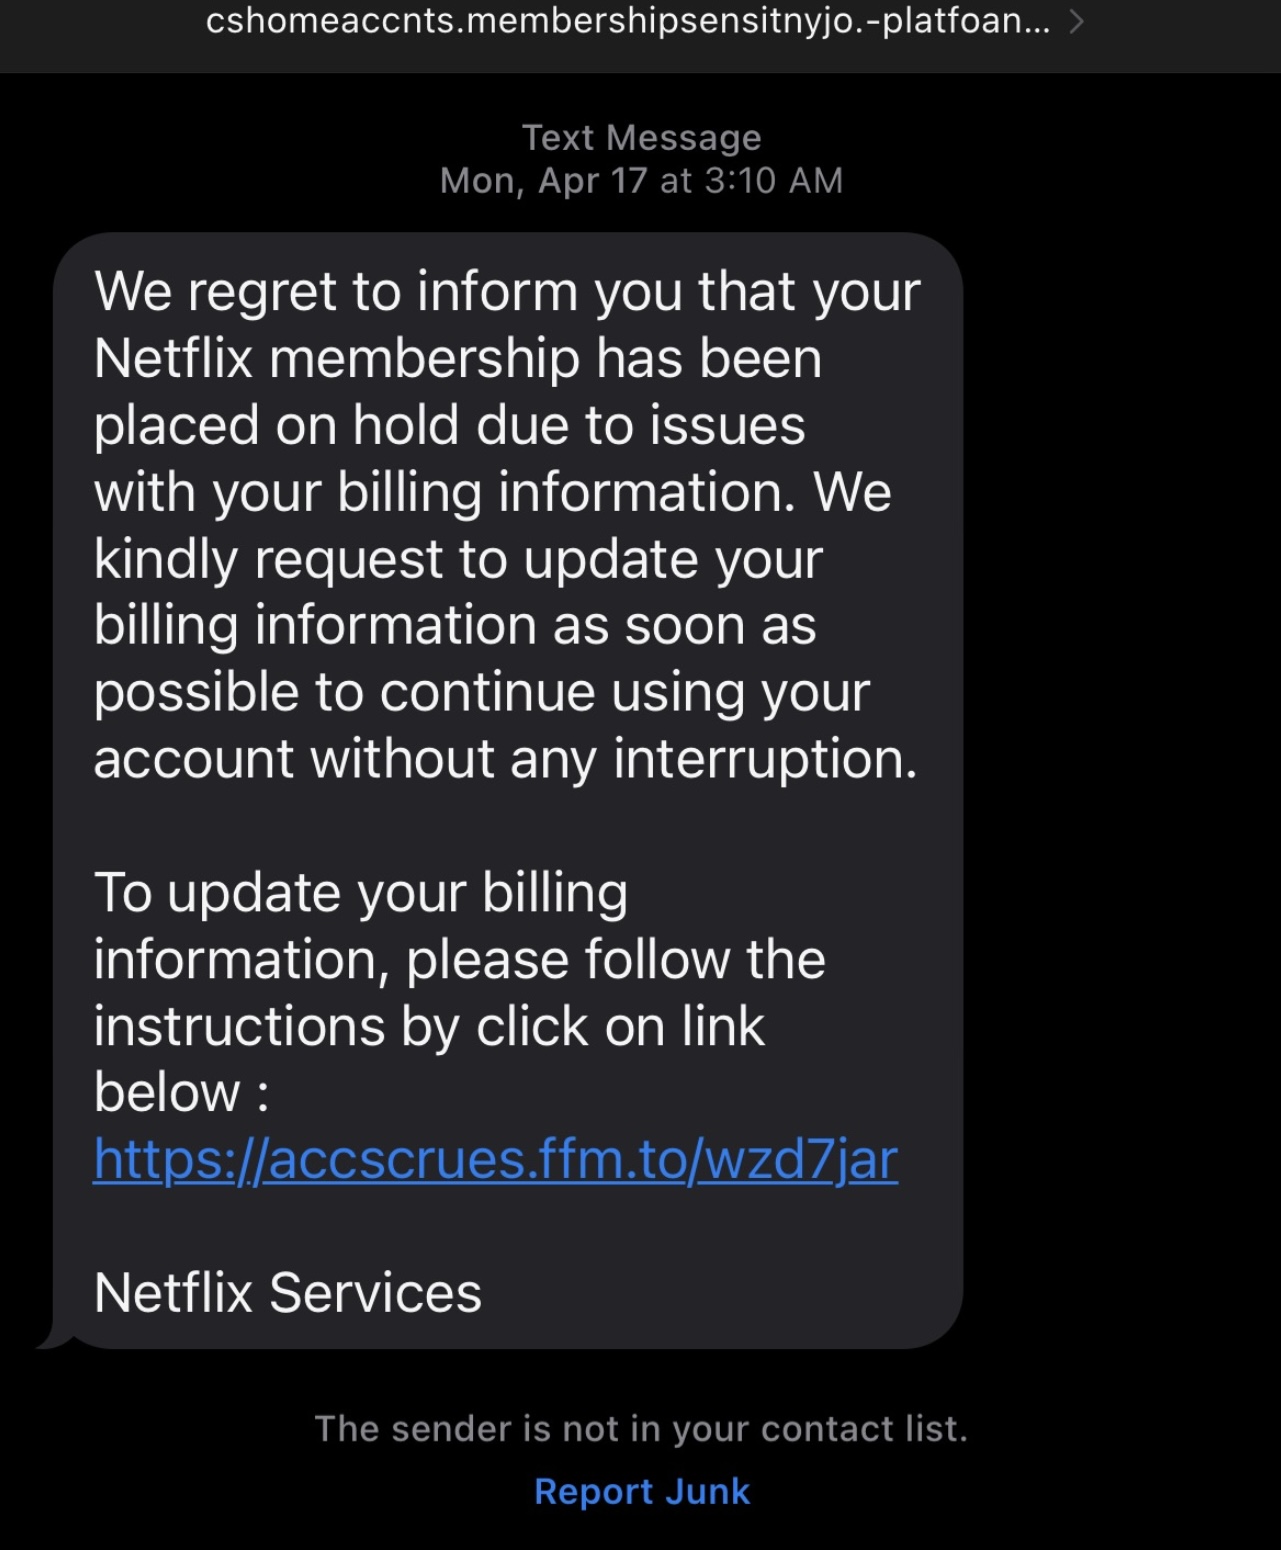 cshomeaccnts.membershipsensitnyjo.-platfoan...
Text Message
Mon, Apr 17 at 3:10 AM
We regret to inform you that your
Netflix membership has been
placed on hold due to issues
with your billing information. We
kindly request to update your
billing information as soon as
possible to continue using your
account without any interruption.
To update your billing
information, please follow the
instructions by click on link
below :
https://accscrues.ffm.to/wzd7jar
Netflix Services
The sender is not in your contact list.
Report Junk